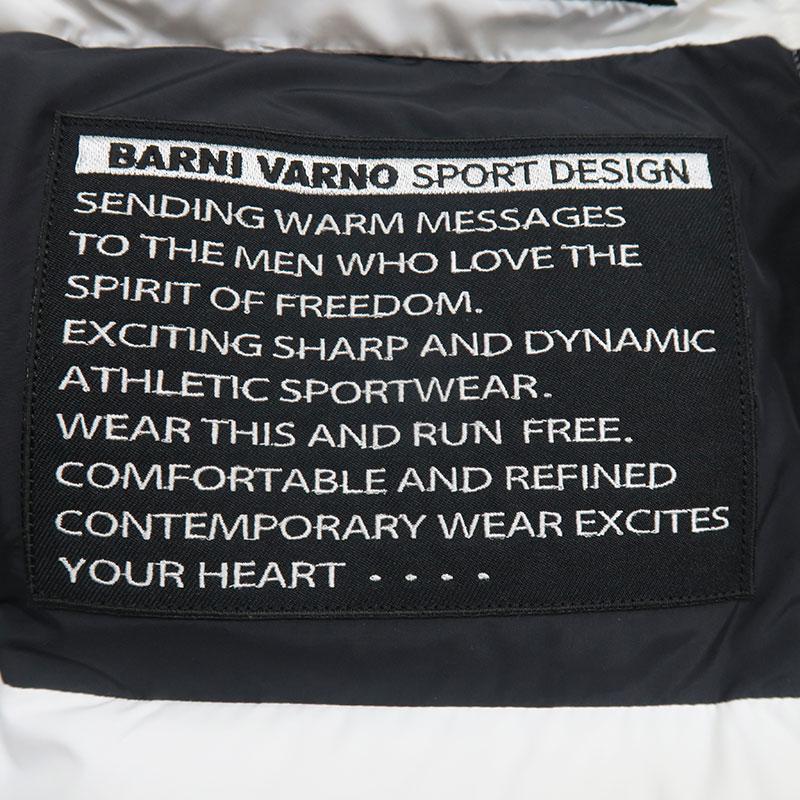 BARNI VARNO SPORT DESIGN
SENDING WARM MESSAGES
TO THE MEN WHO LOVE THE
SPIRIT OF FREEDOM.
EXCITING SHARP AND DYNAMIC
ATHLETIC SPORTWEAR.
WEAR THIS AND RUN FREE.
COMFORTABLE AND REFINED
CONTEMPORARY WEAR EXCITES
YOUR HEART ....